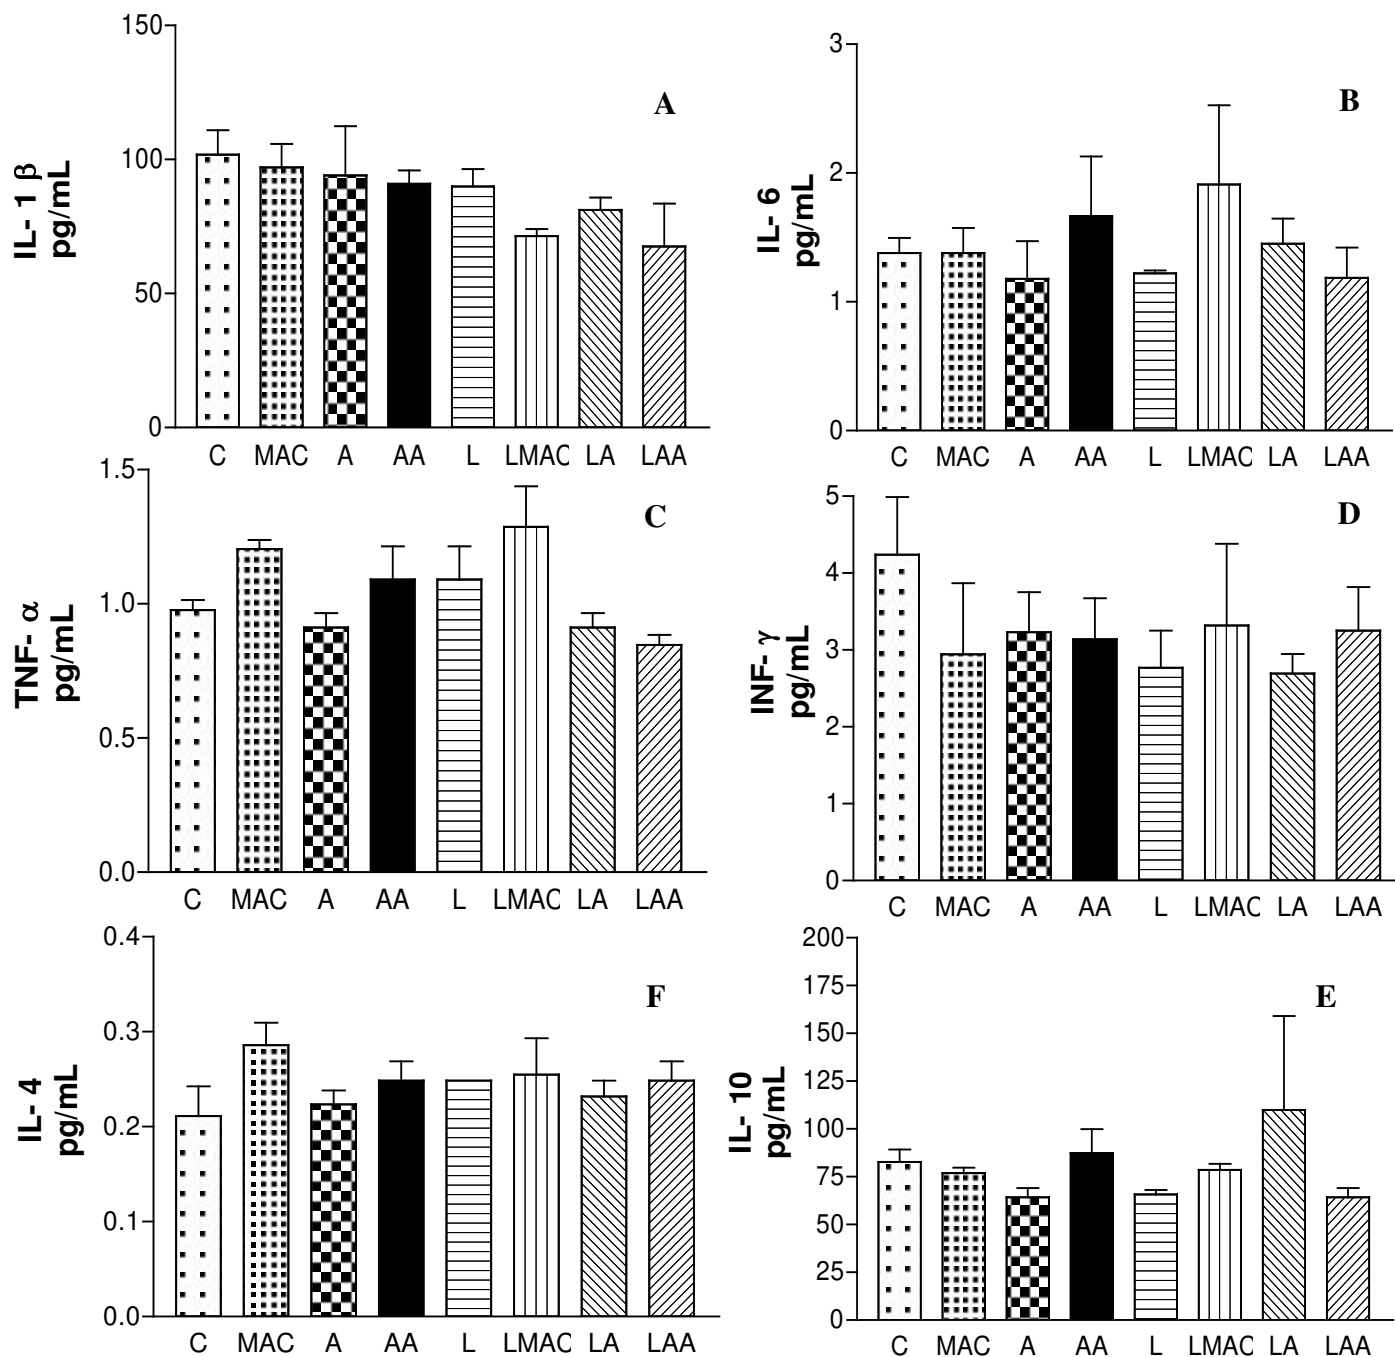 A
IL- 1 β
pg/mL
150
100
50
0
C MAC A AA L LMAC LA LAA
B
IL- 6
pg/mL
3
2
1
0
C MAC A AA L LMAC LA LAA
C
TNF- α
pg/mL
1.5
1.0
0.5
0.0
C MAC A AA L LMAC LA LAA
D
INF- γ
pg/mL
5
4
3
2
1
0
C MAC A AA L LMAC LA LAA
F
IL- 4
pg/mL
0.4
0.3
0.2
0.1
0.0
C MAC A AA L LMAC LA LAA
E
IL- 10
pg/mL
200
175
150
125
100
75
50
25
0
C MAC A AA L LMAC LA LAA